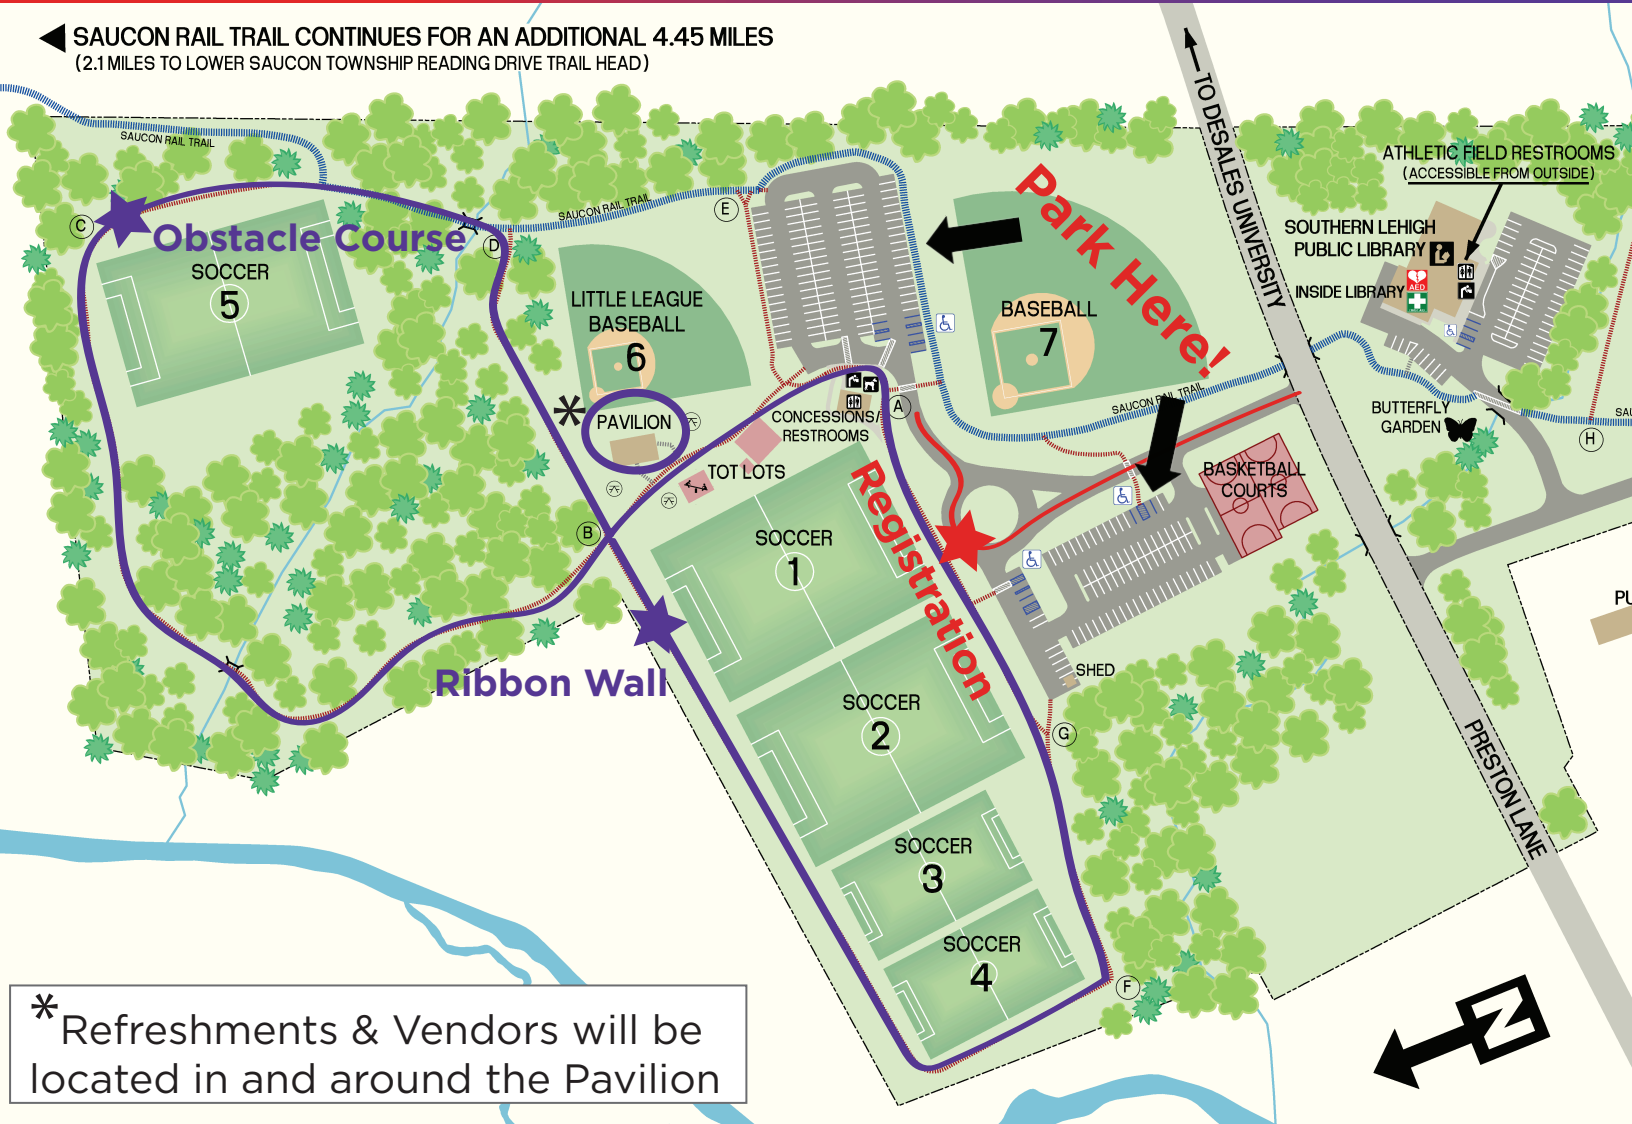 SAUCON RAIL TRAIL CONTINUES FOR AN ADDITIONAL 4.45 MILES
(2.1 MILES TO LOWER SAUCON TOWNSHIP READING DRIVE TRAIL HEAD)
SAUCON RAIL TRAIL
TO DESALES UNIVERSITY
ATHLETIC FIELD RESTROOMS
(ACCESSIBLE FROM OUTSIDE)
SOUTHERN LEHIGH
PUBLIC LIBRARY
INSIDE LIBRARY
AED
Park Here!
C
Obstacle Course
SOCCER
5
D
SAUCON RAIL TRAIL
E
LITTLE LEAGUE
BASEBALL
6
BASEBALL
7
SAUCON RAIL TRAIL
BUTTERFLY
GARDEN
H
SAU
*
PAVILION
CONCESSIONS/
RESTROOMS
A
TOT LOTS
BASKETBALL
COURTS
Registration
B
SOCCER
1
Ribbon Wall
SOCCER
2
SHED
G
PU
PRESTON LANE
SOCCER
3
SOCCER
4
F
N
*Refreshments & Vendors will be
located in and around the Pavilion